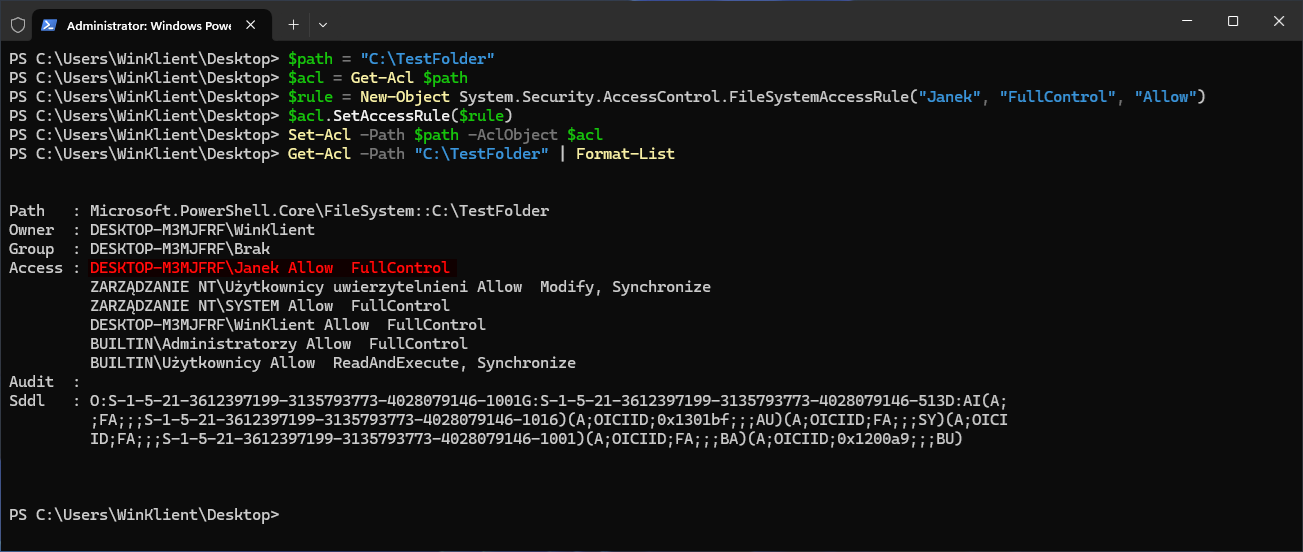 Administrator: Windows Powe
PS C:\Users\WinKlient\Desktop> $path = "C:\TestFolder"
PS C:\Users\WinKlient\Desktop> $acl = Get-Acl $path
PS C:\Users\WinKlient\Desktop> $rule = New-Object System.Security.AccessControl.FileSystemAccessRule("Janek", "FullControl", "Allow")
PS C:\Users\WinKlient\Desktop> $acl.SetAccessRule($rule)
PS C:\Users\WinKlient\Desktop> Set-Acl -Path $path -AclObject $acl
PS C:\Users\WinKlient\Desktop> Get-Acl -Path "C:\TestFolder" | Format-List
Path   : Microsoft.PowerShell.Core\FileSystem::C:\TestFolder
Owner  : DESKTOP-M3MJFRF\WinKlient
Group  : DESKTOP-M3MJFRF\Brak
Access : DESKTOP-M3MJFRF\Janek Allow  FullControl
ZARZĄDZANIE NT\Użytkownicy uwierzytelnieni Allow  Modify, Synchronize
ZARZĄDZANIE NT\SYSTEM Allow  FullControl
DESKTOP-M3MJFRF\WinKlient Allow  FullControl
BUILTIN\Administratorzy Allow  FullControl
BUILTIN\Użytkownicy Allow  ReadAndExecute, Synchronize
Audit  :
Sddl   : O:S-1-5-21-3612397199-3135793773-4028079146-1001G:S-1-5-21-3612397199-3135793773-4028079146-513D:AI(A;
;FA;;;S-1-5-21-3612397199-3135793773-4028079146-1016)(A;OICIID;0x1301bf;;;AU)(A;OICIID;FA;;;SY)(A;OICI
ID;FA;;;S-1-5-21-3612397199-3135793773-4028079146-1001)(A;OICIID;FA;;;BA)(A;OICIID;0x1200a9;;;BU)
PS C:\Users\WinKlient\Desktop>